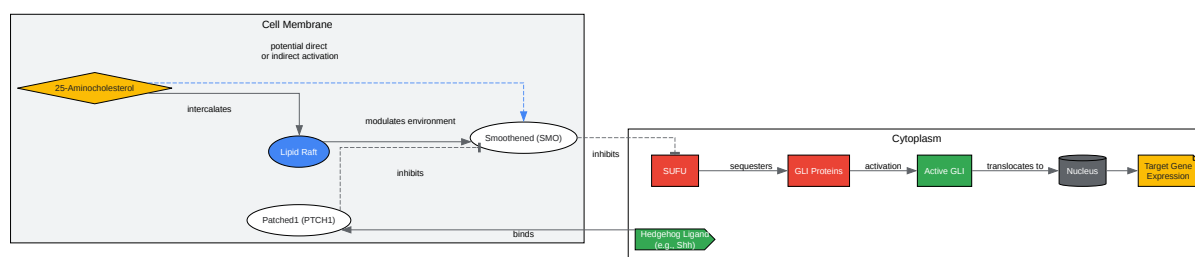 Cell Membrane
potential direct
or indirect activation
25-Aminocholesterol
intercalates
modulates environment
Smoothened (SMO)
Lipid Raft
inhibits
Patched1 (PTCH1)
binds
inhibits
Cytoplasm
SUFU
sequesters
GLI Proteins
activation
Active GLI
translocates to
Nucleus
Target Gene
Expression
Hedgehog Ligand
(e.g., Shh)